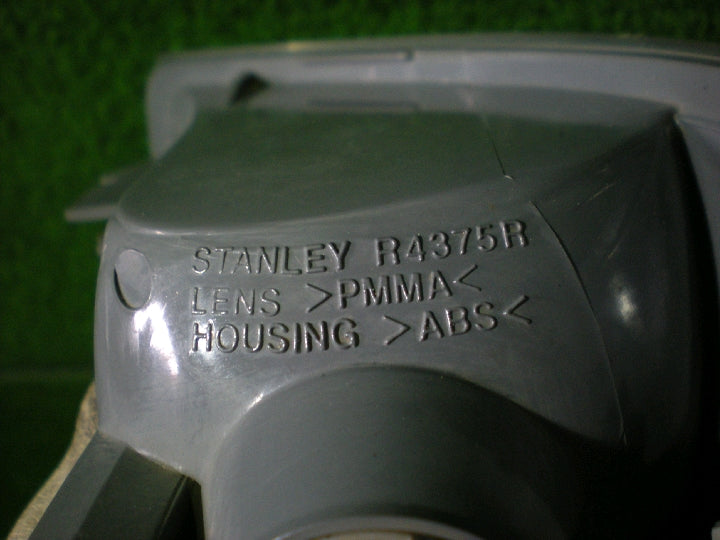 STANLEY R4375R
LENS >PMMA<
HOUSING >ABS<